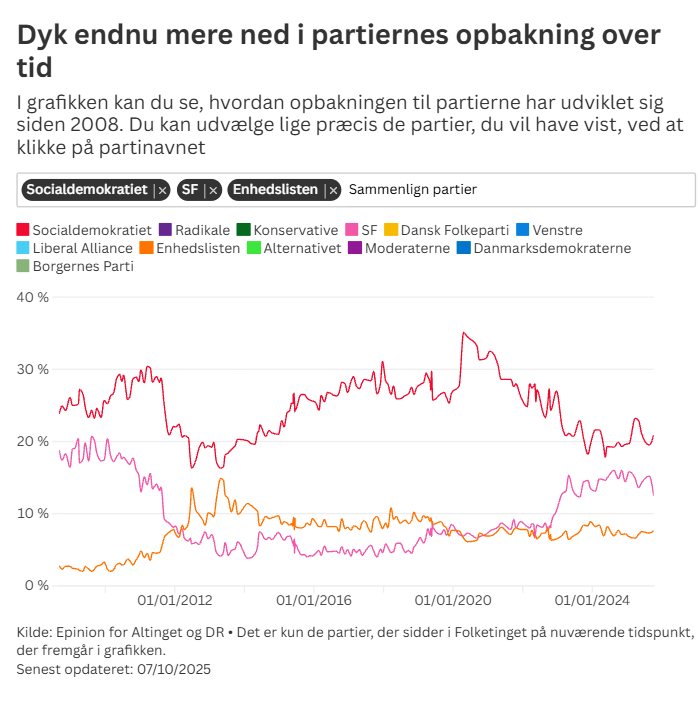 Dyk endnu mere ned i partiernes opbakning over
tid
I grafikken kan du se, hvordan opbakningen til partierne har udviklet sig
siden 2008. Du kan udvælge lige præcis de partier, du vil have vist, ved at
klikke på partinavnet
Socialdemokratiet |× SF |× Enhedslisten |× Sammenlign partier
Socialdemokratiet Radikale Konservative SF Dansk Folkeparti Venstre
Liberal Alliance Enhedslisten Alternativet Moderaterne Danmarksdemokraterne
Borgernes Parti
40 %
30 %
20 %
10 %
0 %
01/01/2012 01/01/2016 01/01/2020 01/01/2024
Kilde: Epinion for Altinget og DR • Det er kun de partier, der sidder i Folketinget på nuværende tidspunkt,
der fremgår i grafikken.
Senest opdateret: 07/10/2025